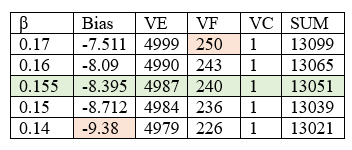 β Bias VE VF VC SUM
0.17 -7.511 4999 250 1 13099
0.16 -8.09 4990 243 1 13065
0.155 -8.395 4987 240 1 13051
0.15 -8.712 4984 236 1 13039
0.14 -9.38 4979 226 1 13021